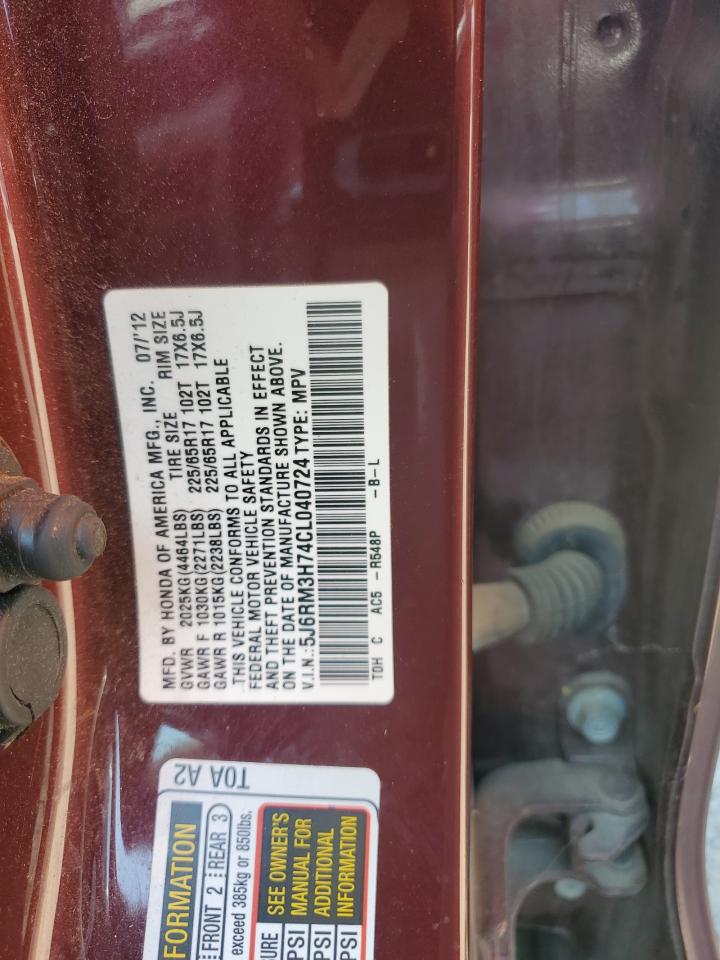 MFD. BY HONDA OF AMERICA MFG., INC. 07/'12
TIRE SIZE RIM SIZE
GVWR 2025KG(4464LBS)
GAWR F 1030KG(2271LBS) 225/65R17 102T 17X6.5J
GAWR R 1015KG(2238LBS) 225/65R17 102T 17X6.5J
THIS VEHICLE CONFORMS TO ALL APPLICABLE
FEDERAL MOTOR VEHICLE SAFETY
AND THEFT PREVENTION STANDARDS IN EFFECT
ON THE DATE OF MANUFACTURE SHOWN ABOVE.
V.I.N.: 5J6RM3H74CL040724 TYPE: MPV
TDH C AC5 -R548P -B-L
T0A A2
FORMATION
FRONT 2 REAR 3
exceed 385kg or 850lbs.
URE
PSI
PSI
PSI
SEE OWNER'S
MANUAL FOR
ADDITIONAL
INFORMATION